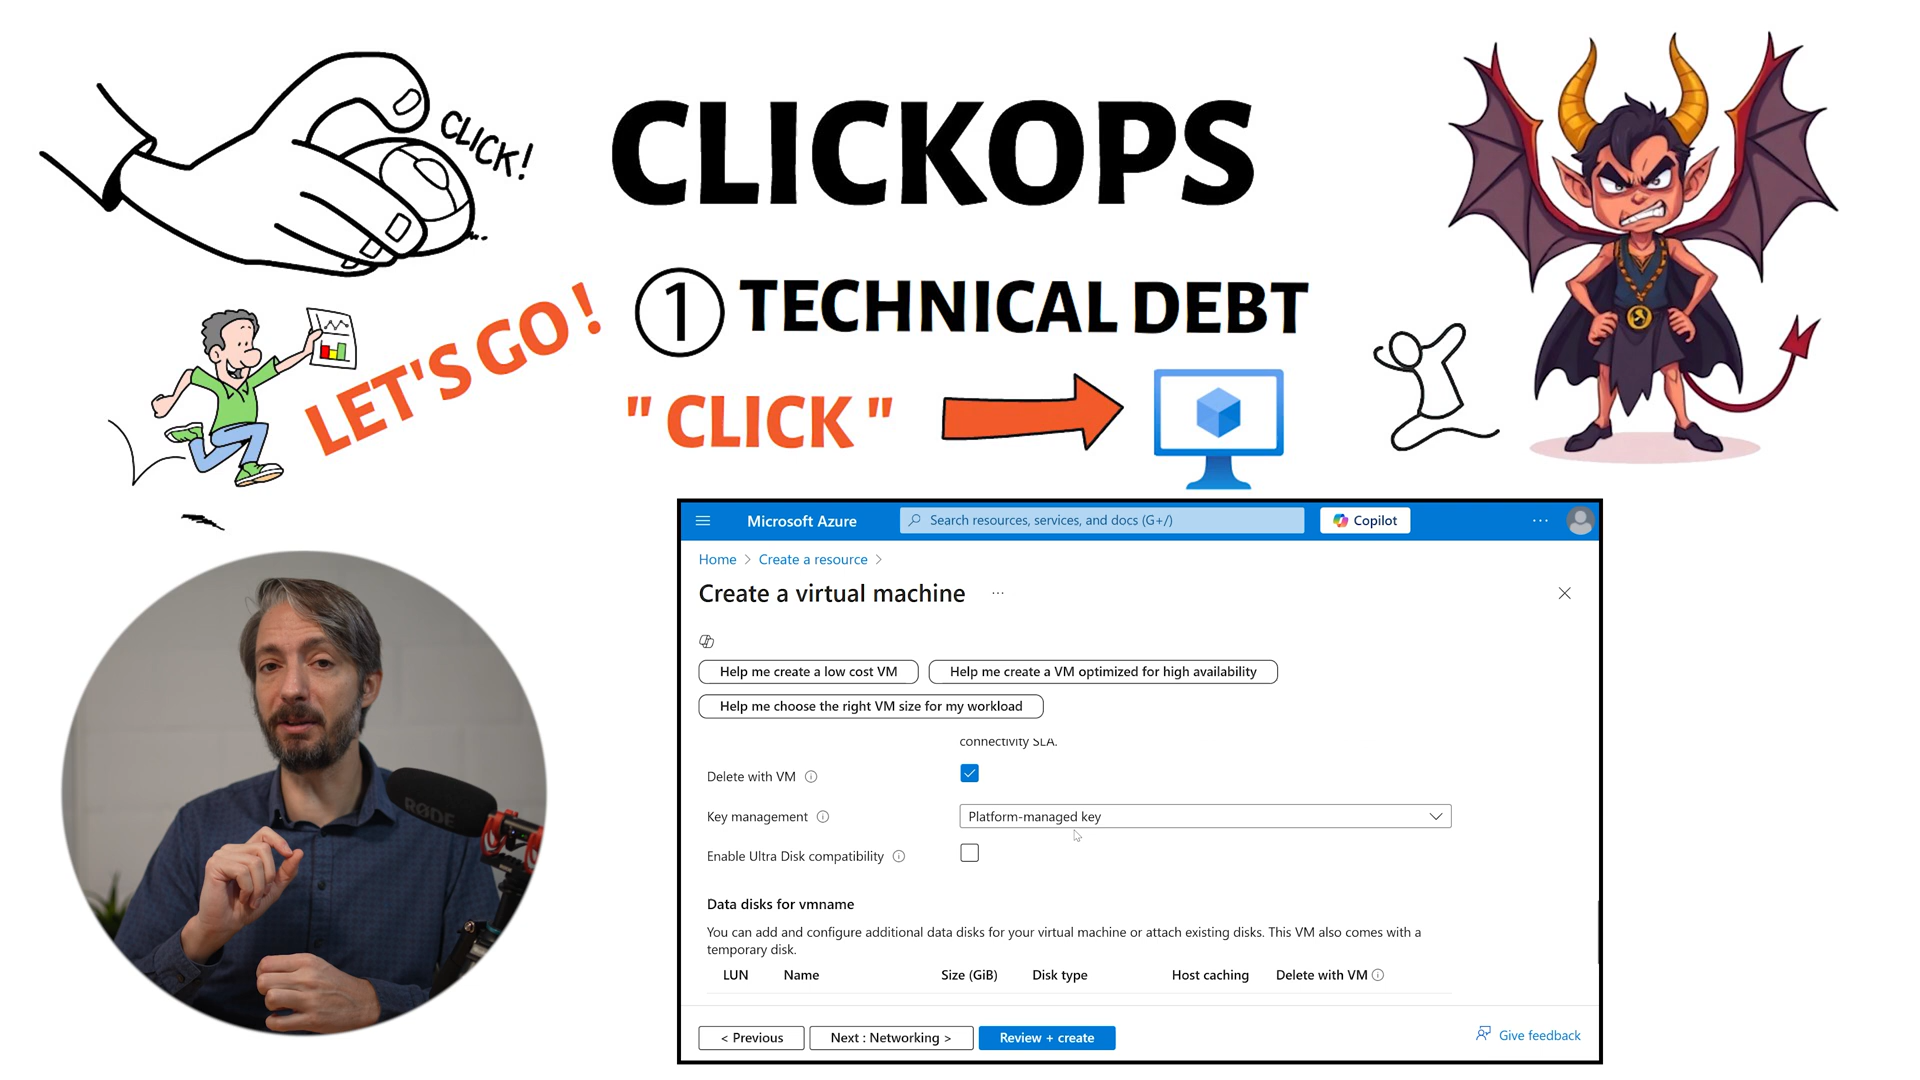 CLICK!
CLICKOPS
LET'S GO!
1 TECHNICAL DEBT
"CLICK"
RØDE
Microsoft Azure
Search resources, services, and docs (G+/)
Copilot
...
Home > Create a resource >
Create a virtual machine ...
Help me create a low cost VM
Help me create a VM optimized for high availability
Help me choose the right VM size for my workload
connectivity SLA.
Delete with VM
Key management
Platform-managed key
Enable Ultra Disk compatibility
Data disks for vmname
You can add and configure additional data disks for your virtual machine or attach existing disks. This VM also comes with a
temporary disk.
LUN Name Size (GiB) Disk type Host caching Delete with VM
< Previous
Next : Networking >
Review + create
Give feedback